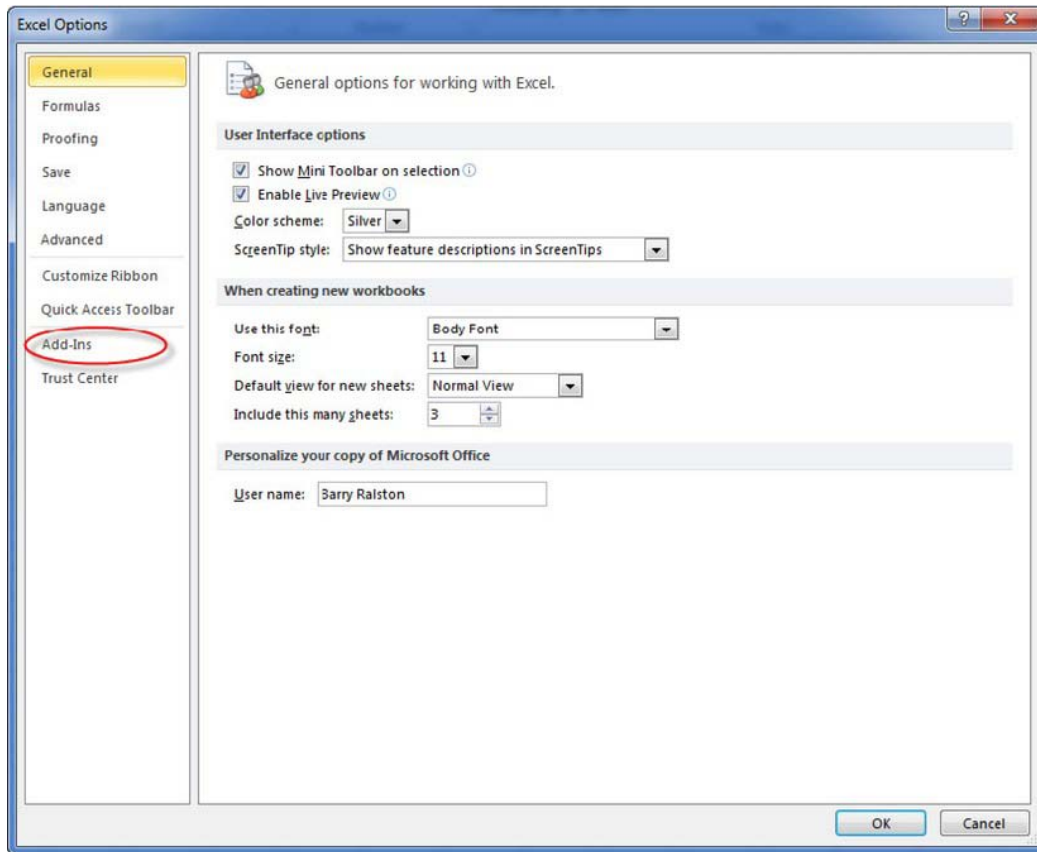 Excel Options
General
Formulas
Proofing
Save
Language
Advanced
Customize Ribbon
Quick Access Toolbar
Add-Ins
Trust Center
General options for working with Excel.
User Interface options
Show Mini Toolbar on selection
Enable Live Preview
Color scheme: Silver
ScreenTip style: Show feature descriptions in ScreenTips
When creating new workbooks
Use this font: Body Font
Font size: 11
Default view for new sheets: Normal View
Include this many sheets: 3
Personalize your copy of Microsoft Office
User name: Barry Ralston
OK Cancel